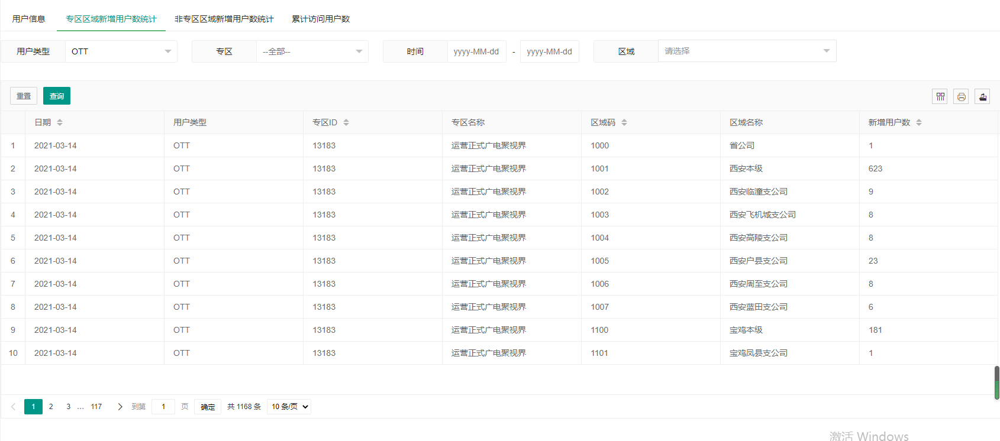 用户信息 专区区域新增用户数统计 非专区区域新增用户数统计 累计访问用户数
用户类型 OTT 专区 --全部-- 时间 yyyy-MM-dd - yyyy-MM-dd 区域 请选择
重置 查询
日期 用户类型 专区ID 专区名称 区域码 区域名称 新增用户数
1 2021-03-14 OTT 13183 运营正式广电聚视界 1000 省公司 1
2 2021-03-14 OTT 13183 运营正式广电聚视界 1001 西安本级 623
3 2021-03-14 OTT 13183 运营正式广电聚视界 1002 西安临潼支公司 9
4 2021-03-14 OTT 13183 运营正式广电聚视界 1003 西安飞机城支公司 8
5 2021-03-14 OTT 13183 运营正式广电聚视界 1004 西安高陵支公司 8
6 2021-03-14 OTT 13183 运营正式广电聚视界 1005 西安户县支公司 23
7 2021-03-14 OTT 13183 运营正式广电聚视界 1006 西安周至支公司 8
8 2021-03-14 OTT 13183 运营正式广电聚视界 1007 西安蓝田支公司 6
9 2021-03-14 OTT 13183 运营正式广电聚视界 1100 宝鸡本级 181
10 2021-03-14 OTT 13183 运营正式广电聚视界 1101 宝鸡凤县支公司 1
1 2 3 … 117 到第 1 页 确定 共 1168 条 10 条/页
激活 Windows